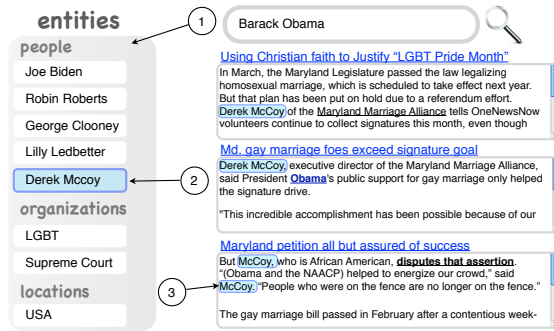 entities
people
Joe Biden
Robin Roberts
George Clooney
Lilly Ledbetter
Derek Mccoy
organizations
LGBT
Supreme Court
locations
USA
1
2
3
Barack Obama
Using Christian faith to Justify “LGBT Pride Month”
In March, the Maryland Legislature passed the law legalizing
homosexual marriage, which is scheduled to take effect next year.
But that plan has been put on hold due to a referendum effort.
Derek McCoy of the Maryland Marriage Alliance tells OneNewsNow
volunteers continue to collect signatures this month, even though
Md. gay marriage foes exceed signature goal
Derek McCoy, executive director of the Maryland Marriage Alliance,
said President Obama's public support for gay marriage only helped
the signature drive.
"This incredible accomplishment has been possible because of our
Maryland petition all but assured of success
But McCoy, who is African American, disputes that assertion.
“(Obama and the NAACP) helped to energize our crowd,” said
McCoy. “People who were on the fence are no longer on the fence.”
The gay marriage bill passed in February after a contentious week-